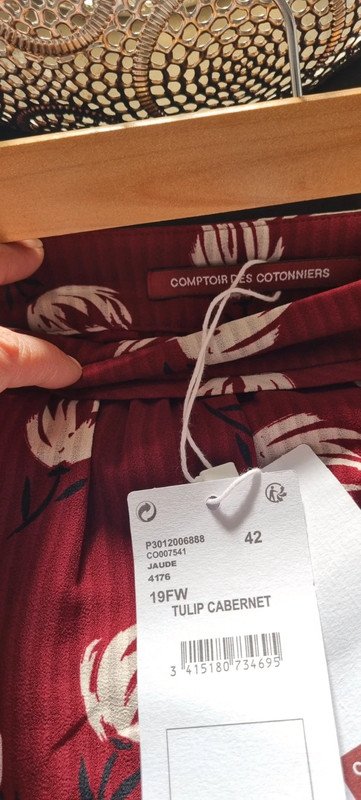 COMPTOIR DES COTONNIERS
P3012006888
42
CO007541
JAUDE
4176
19FW
TULIP CABERNET
3 415180 734695